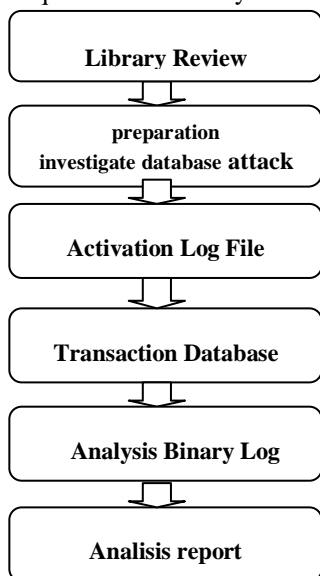 Library Review
preparation
investigate database attack
Activation Log File
Transaction Database
Analysis Binary Log
Analisis report